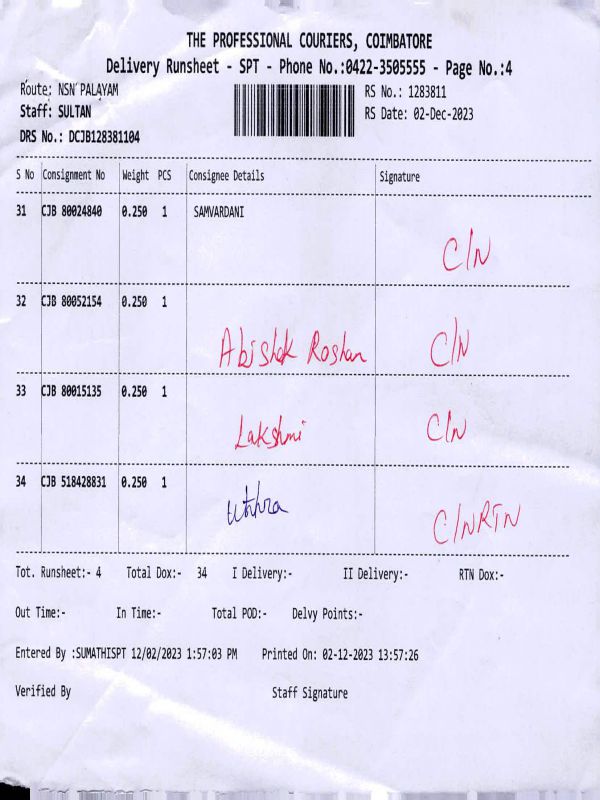 THE PROFESSIONAL COURIERS, COIMBATORE
Delivery Runsheet - SPT - Phone No.:0422-3505555 - Page No.:4
Route: NSN PALAYAM RS No.: 1283811
Staff: SULTAN RS Date: 02-Dec-2023
DRS No.: DCJB128381104
S No Consignment No Weight PCS Consignee Details Signature
31 CJB 80024840 0.250 1 SAMVARDANI
C/N
32 CJB 80052154 0.250 1
Abishek Roshan C/N
33 CJB 80015135 0.250 1
Lakshmi C/N
34 CJB 518428831 0.250 1
C/NRTN
Tot. Runsheet:- 4 Total Dox:- 34 I Delivery:- II Delivery:- RTN Dox:-
Out Time:- In Time:- Total POD:- Delvy Points:-
Entered By :SUMATHISPT 12/02/2023 1:57:03 PM Printed On: 02-12-2023 13:57:26
Verified By Staff Signature